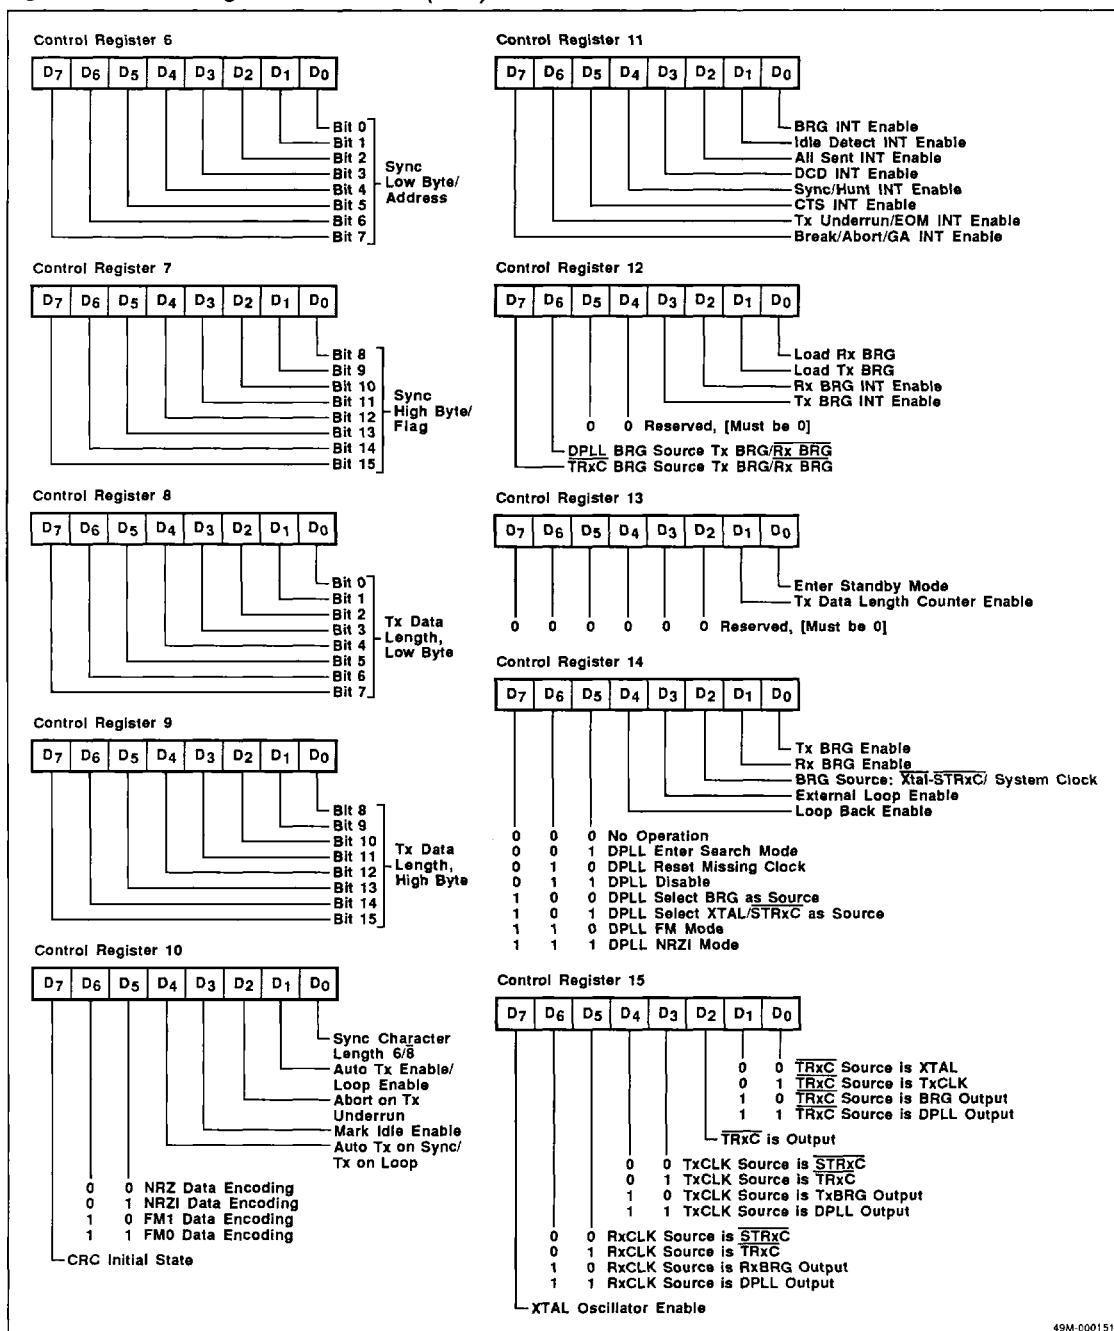 Control Register 6
D7 D6 D5 D4 D3 D2 D1 D0
Bit 0
Bit 1
Bit 2
Bit 3
Bit 4
Bit 5
Bit 6
Bit 7
Sync
Low Byte/
Address
Control Register 7
D7 D6 D5 D4 D3 D2 D1 D0
Bit 8
Bit 9
Bit 10
Bit 11
Bit 12
Bit 13
Bit 14
Bit 15
Sync
High Byte/
Flag
Control Register 8
D7 D6 D5 D4 D3 D2 D1 D0
Bit 0
Bit 1
Bit 2
Bit 3
Bit 4
Bit 5
Bit 6
Bit 7
Tx Data
Length,
Low Byte
Control Register 9
D7 D6 D5 D4 D3 D2 D1 D0
Bit 8
Bit 9
Bit 10
Bit 11
Bit 12
Bit 13
Bit 14
Bit 15
Tx Data
Length,
High Byte
Control Register 10
D7 D6 D5 D4 D3 D2 D1 D0
Sync Character
Length 6/8̅
Auto Tx Enable/
Loop Enable
Abort on Tx
Underrun
Mark Idle Enable
Auto Tx on Sync/
Tx on Loop
0 0 NRZ Data Encoding
0 1 NRZI Data Encoding
1 0 FM1 Data Encoding
1 1 FM0 Data Encoding
CRC Initial State
Control Register 11
D7 D6 D5 D4 D3 D2 D1 D0
BRG INT Enable
Idle Detect INT Enable
All Sent INT Enable
DCD INT Enable
Sync/Hunt INT Enable
CTS INT Enable
Tx Underrun/EOM INT Enable
Break/Abort/GA INT Enable
Control Register 12
D7 D6 D5 D4 D3 D2 D1 D0
Load Rx BRG
Load Tx BRG
Rx BRG INT Enable
Tx BRG INT Enable
0 0 Reserved, [Must be 0]
DPLL BRG Source Tx BRG/R̅x̅ B̅R̅G̅
T̅R̅x̅C̅ BRG Source Tx BRG/R̅x̅ B̅R̅G̅
Control Register 13
D7 D6 D5 D4 D3 D2 D1 D0
Enter Standby Mode
Tx Data Length Counter Enable
0 0 0 0 0 0 Reserved, [Must be 0]
Control Register 14
D7 D6 D5 D4 D3 D2 D1 D0
Tx BRG Enable
Rx BRG Enable
BRG Source: X̅t̅a̅l̅-S̅T̅R̅x̅C̅/ System Clock
External Loop Enable
Loop Back Enable
0 0 0 No Operation
0 0 1 DPLL Enter Search Mode
0 1 0 DPLL Reset Missing Clock
0 1 1 DPLL Disable
1 0 0 DPLL Select BRG as Source
1 0 1 DPLL Select XTAL/S̅T̅R̅x̅C̅ as Source
1 1 0 DPLL FM Mode
1 1 1 DPLL NRZI Mode
Control Register 15
D7 D6 D5 D4 D3 D2 D1 D0
0 0 T̅R̅x̅C̅ Source is XTAL
0 1 T̅R̅x̅C̅ Source is TxCLK
1 0 T̅R̅x̅C̅ Source is BRG Output
1 1 T̅R̅x̅C̅ Source is DPLL Output
T̅R̅x̅C̅ is Output
0 0 TxCLK Source is S̅T̅R̅x̅C̅
0 1 TxCLK Source is T̅R̅x̅C̅
1 0 TxCLK Source is TxBRG Output
1 1 TxCLK Source is DPLL Output
0 0 RxCLK Source is S̅T̅R̅x̅C̅
0 1 RxCLK Source is T̅R̅x̅C̅
1 0 RxCLK Source is RxBRG Output
1 1 RxCLK Source is DPLL Output
XTAL Oscillator Enable
49M-000151